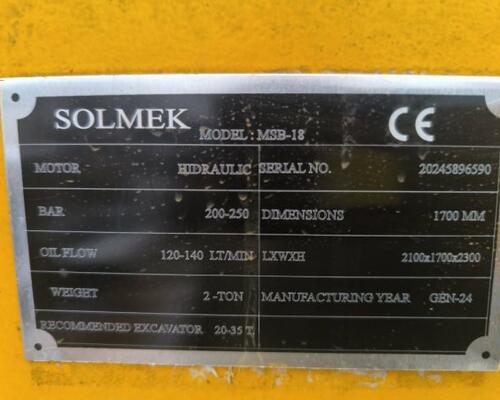 SOLMEK
MODEL : MSB-18
CE
MOTOR HIDRAULIC SERIAL NO. 20245896590
BAR 200-250 DIMENSIONS 1700 MM
OIL FLOW 120-140 LT/MIN LXWXH 2100x1700x2300
WEIGHT 2 -TON MANUFACTURING YEAR GEN-24
RECOMMENDED EXCAVATOR 20-35 T.